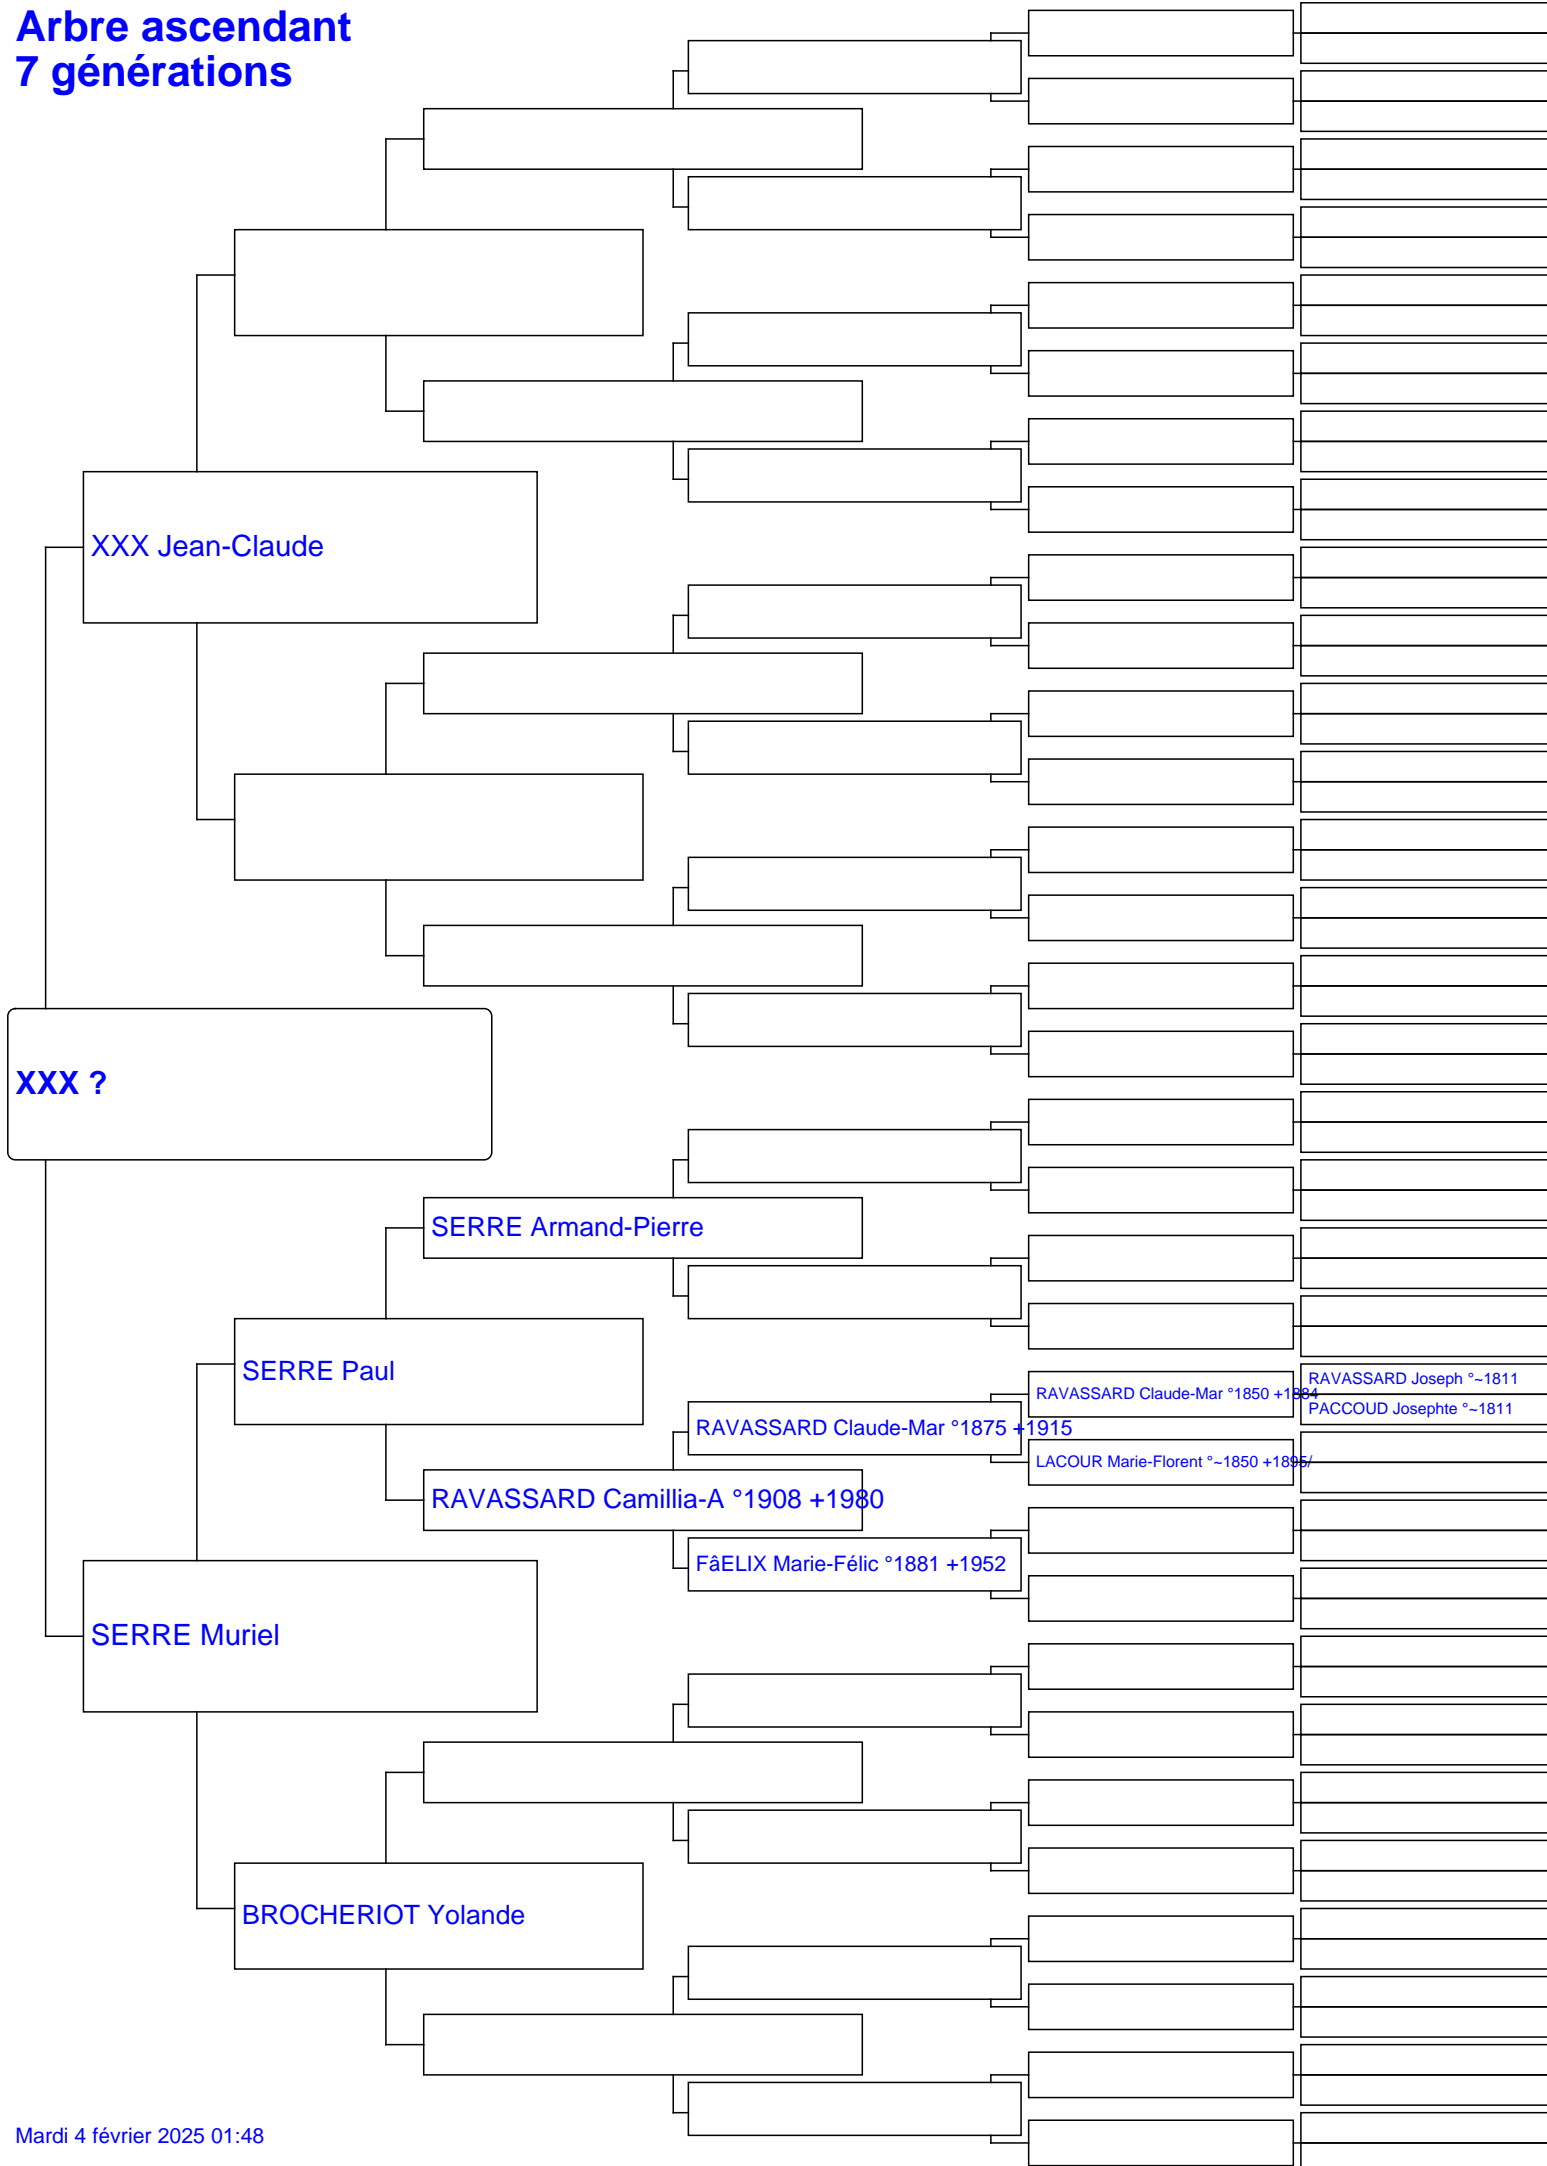 Arbre ascendant
7 générations
XXX Jean-Claude
XXX ?
SERRE Armand-Pierre
SERRE Paul
RAVASSARD Joseph °~1811
RAVASSARD Claude-Mar °1850 +1884
PACCOUD Josephte °~1811
RAVASSARD Claude-Mar °1875 +1915
LACOUR Marie-Florent °~1850 +1895/
RAVASSARD Camillia-A °1908 +1980
FâELIX Marie-Félic °1881 +1952
SERRE Muriel
BROCHERIOT Yolande
Mardi 4 février 2025 01:48